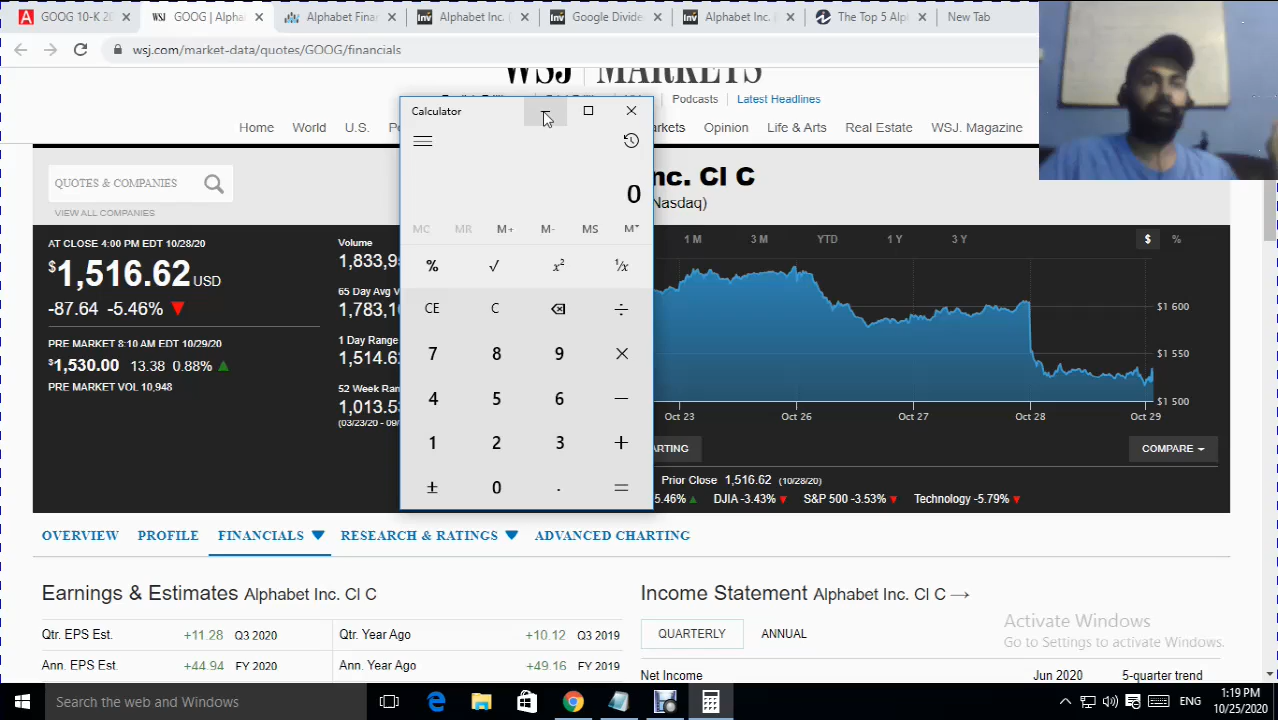 GOOG 10-K 20
WSJ GOOG | Alpha
Alphabet Finan
Inv Alphabet Inc. (
Inv Google Divide
Inv Alphabet Inc. (
The Top 5 Alp
New Tab
wsj.com/market-data/quotes/GOOG/financials
WSJ MARKETS
Podcasts Latest Headlines
Home World U.S. Po rkets Opinion Life & Arts Real Estate WSJ. Magazine
Calculator
0
MC MR M+ M- MS M▾
% √ x² ¹/x
CE C ÷
7 8 9 ×
4 5 6 −
1 2 3 +
± 0 . =
QUOTES & COMPANIES
VIEW ALL COMPANIES
nc. Cl C
Nasdaq)
AT CLOSE 4:00 PM EDT 10/28/20
$1,516.62 USD
-87.64 -5.46%
PRE MARKET 8:10 AM EDT 10/29/20
$1,530.00 13.38 0.88%
PRE MARKET VOL 10,948
Volume
1,833,9
65 Day Avg V
1,783,1
1 Day Range
1,514.6
52 Week Ran
1,013.5
(03/23/20 - 09/
1 M 3 M YTD 1 Y 3 Y $ %
$1 600
$1 550
$1 500
Oct 23 Oct 26 Oct 27 Oct 28 Oct 29
ARTING COMPARE
Prior Close 1,516.62 (10/28/20)
5.46% DJIA -3.43% S&P 500 -3.53% Technology -5.79%
OVERVIEW PROFILE FINANCIALS RESEARCH & RATINGS ADVANCED CHARTING
Earnings & Estimates Alphabet Inc. Cl C
Qtr. EPS Est. +11.28 Q3 2020 Qtr. Year Ago +10.12 Q3 2019
Ann. EPS Est. +44.94 FY 2020 Ann. Year Ago +49.16 FY 2019
Income Statement Alphabet Inc. Cl C →
QUARTERLY ANNUAL
Net Income Jun 2020 5-quarter trend
Activate Windows
Go to Settings to activate Windows.
Search the web and Windows
ENG
1:19 PM
10/25/2020